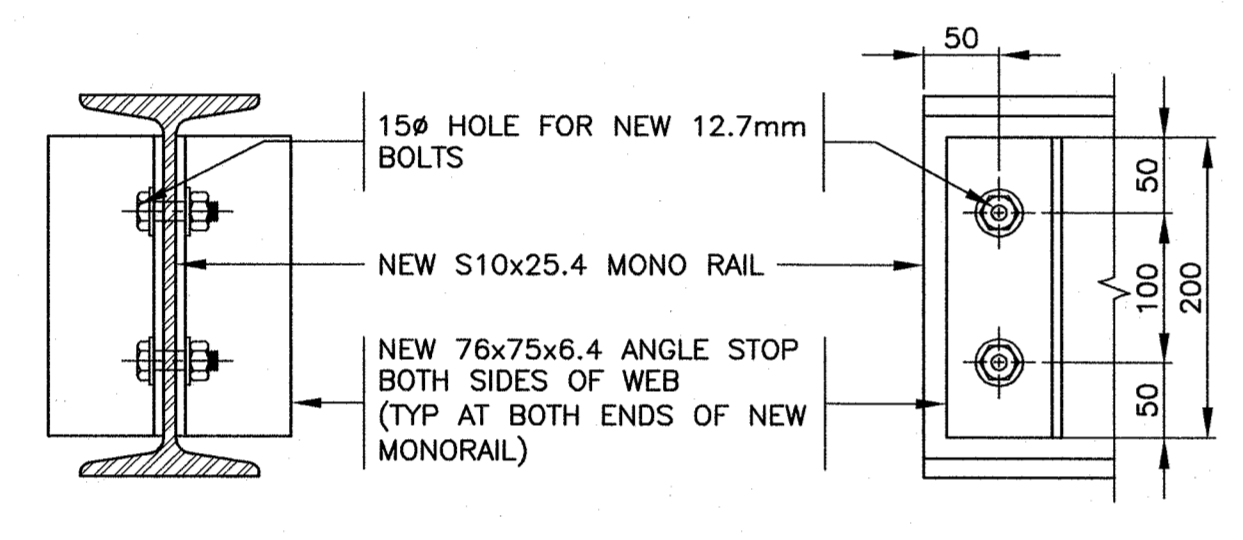 50
15ø HOLE FOR NEW 12.7mm
BOLTS
NEW S10x25.4 MONO RAIL
NEW 76x75x6.4 ANGLE STOP
BOTH SIDES OF WEB
(TYP AT BOTH ENDS OF NEW
MONORAIL)
50
100
200
50